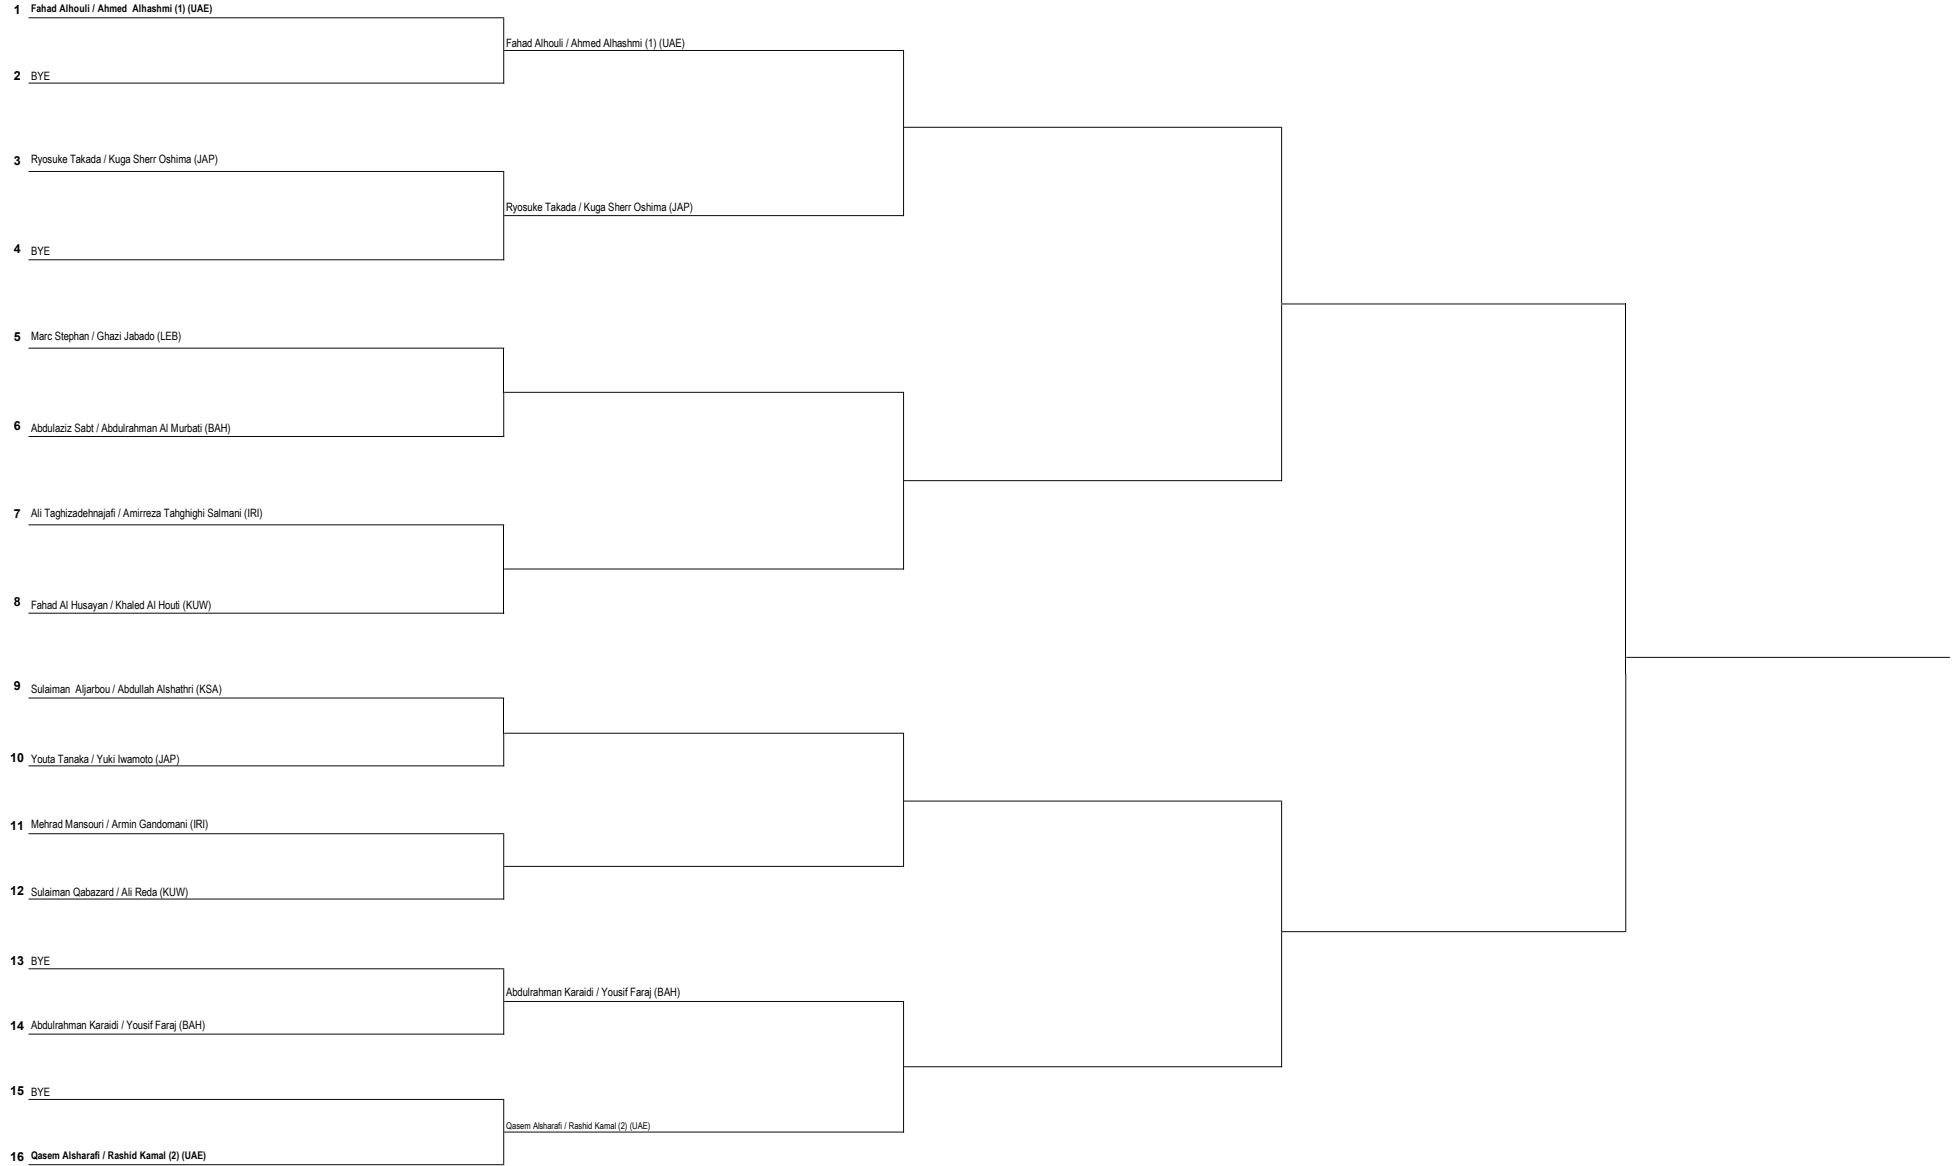 1 Fahad Alhouli / Ahmed Alhashmi (1) (UAE)
Fahad Alhouli / Ahmed Alhashmi (1) (UAE)
2 BYE
3 Ryosuke Takada / Kuga Sherr Oshima (JAP)
Ryosuke Takada / Kuga Sherr Oshima (JAP)
4 BYE
5 Marc Stephan / Ghazi Jabado (LEB)
6 Abdulaziz Sabt / Abdulrahman Al Murbati (BAH)
7 Ali Taghizadehnajafi / Amirreza Tahghighi Salmani (IRI)
8 Fahad Al Husayan / Khaled Al Houti (KUW)
9 Sulaiman Aljarbou / Abdullah Alshathri (KSA)
10 Youta Tanaka / Yuki Iwamoto (JAP)
11 Mehrad Mansouri / Armin Gandomani (IRI)
12 Sulaiman Qabazard / Ali Reda (KUW)
13 BYE
Abdulrahman Karaidi / Yousif Faraj (BAH)
14 Abdulrahman Karaidi / Yousif Faraj (BAH)
15 BYE
Qasem Alsharafi / Rashid Kamal (2) (UAE)
16 Qasem Alsharafi / Rashid Kamal (2) (UAE)